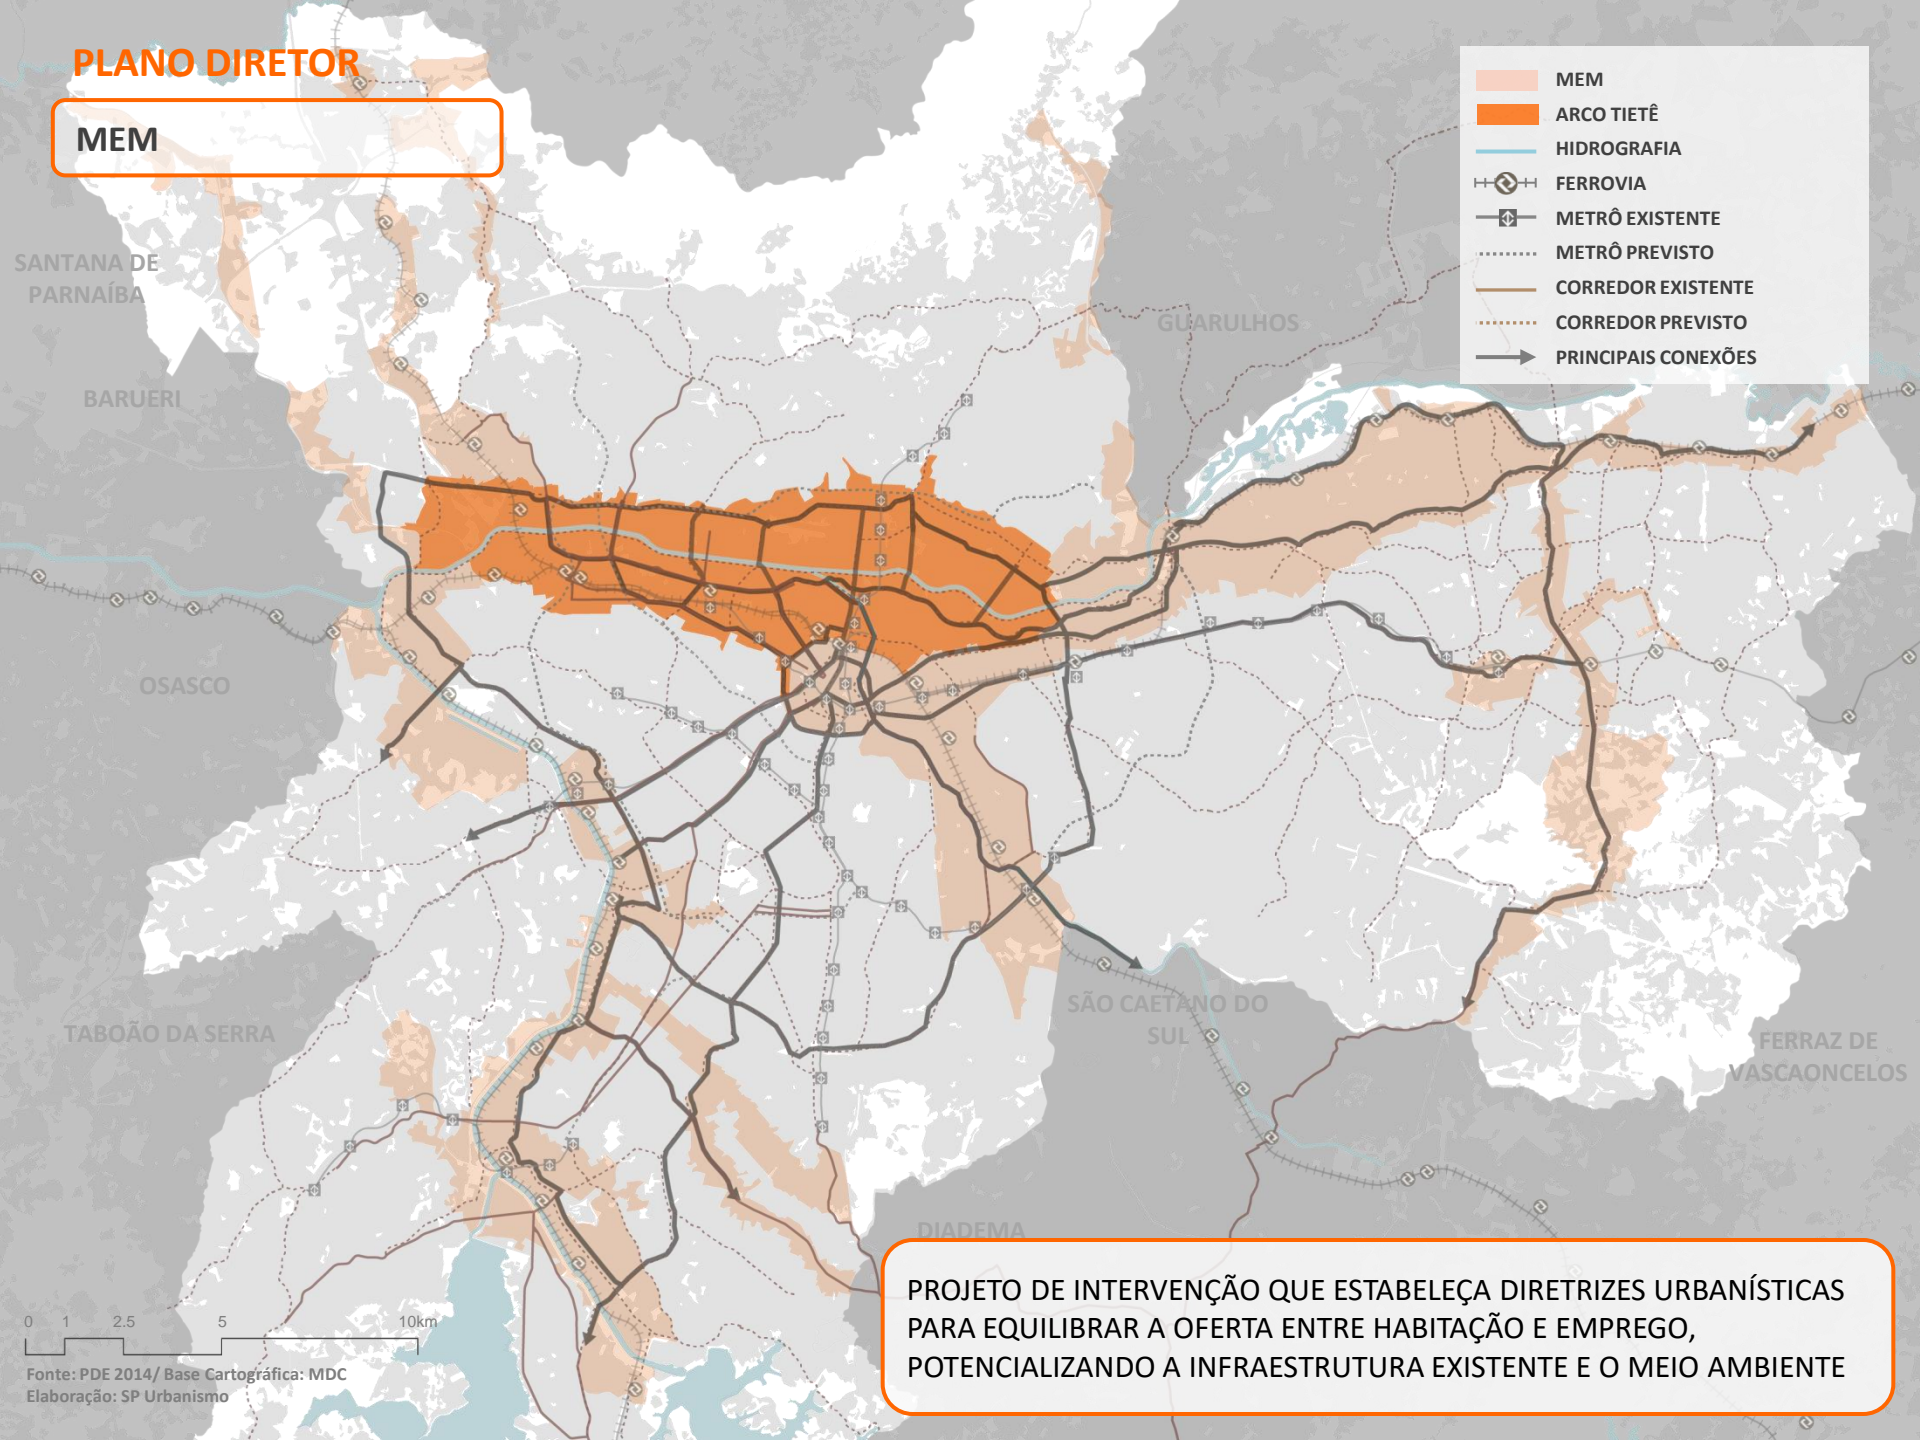 PLANO DIRETOR
MEM
MEM
ARCO TIETÊ
HIDROGRAFIA
FERROVIA
METRÔ EXISTENTE
METRÔ PREVISTO
CORREDOR EXISTENTE
CORREDOR PREVISTO
PRINCIPAIS CONEXÕES
SANTANA DE
PARNAÍBA
GUARULHOS
BARUERI
OSASCO
TABOÃO DA SERRA
SÃO CAETANO DO
SUL
FERRAZ DE
VASCAONCELOS
DIADEMA
PROJETO DE INTERVENÇÃO QUE ESTABELEÇA DIRETRIZES URBANÍSTICAS
PARA EQUILIBRAR A OFERTA ENTRE HABITAÇÃO E EMPREGO,
POTENCIALIZANDO A INFRAESTRUTURA EXISTENTE E O MEIO AMBIENTE
0 1 2.5 5 10km
Fonte: PDE 2014/ Base Cartográfica: MDC
Elaboração: SP Urbanismo